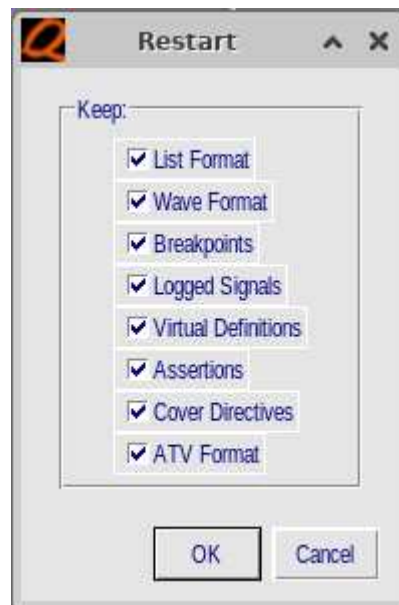 Restart
Keep:
List Format
Wave Format
Breakpoints
Logged Signals
Virtual Definitions
Assertions
Cover Directives
ATV Format
OK Cancel